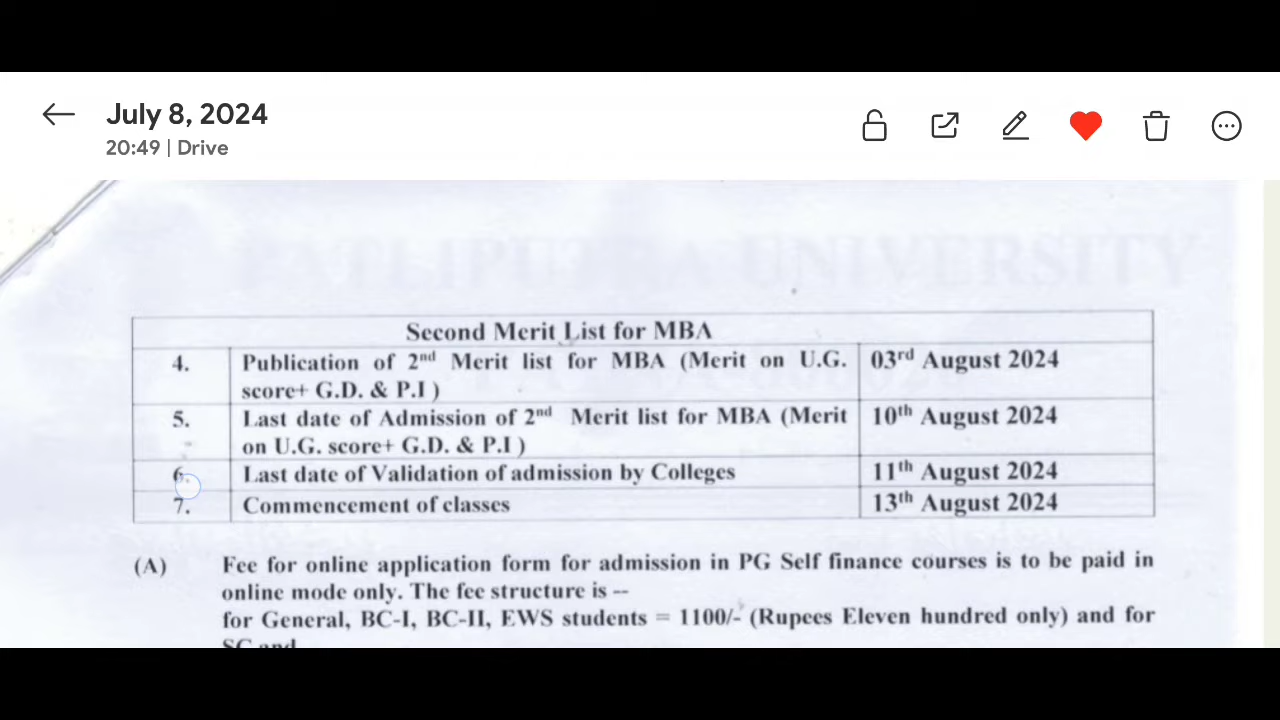 July 8, 2024
20:49 | Drive
PATLIPUTRA UNIVERSITY
Second Merit List for MBA
4. Publication of 2nd Merit list for MBA (Merit on U.G. 03rd August 2024
score+ G.D. & P.I )
5. Last date of Admission of 2nd Merit list for MBA (Merit 10th August 2024
on U.G. score+ G.D. & P.I )
6. Last date of Validation of admission by Colleges 11th August 2024
7. Commencement of classes 13th August 2024
(A) Fee for online application form for admission in PG Self finance courses is to be paid in
online mode only. The fee structure is --
for General, BC-I, BC-II, EWS students = 1100/- (Rupees Eleven hundred only) and for
SC and